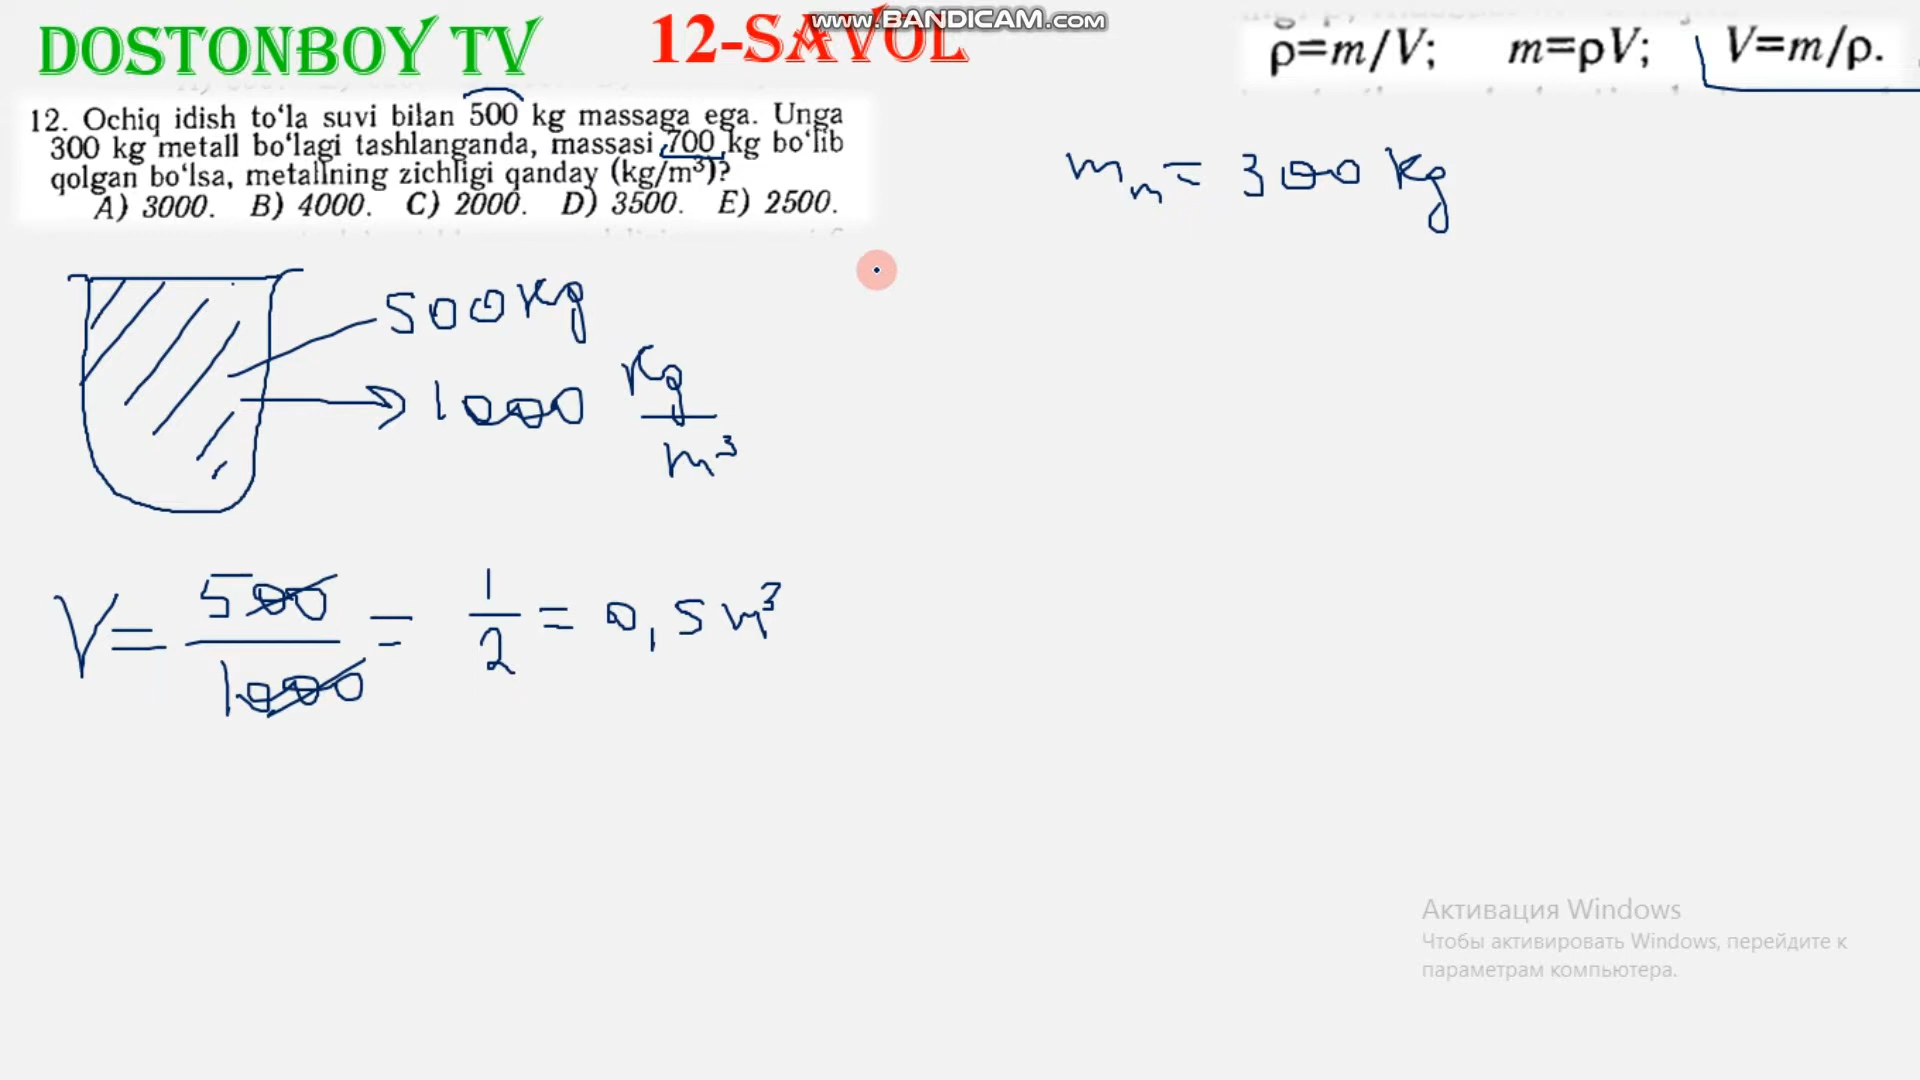 www.BANDICAM.com
DOSTONBOY TV
12-SAVOL
ρ=m/V; m=ρV; V=m/ρ.
12. Ochiq idish to‘la suvi bilan 500 kg massaga ega. Unga
300 kg metall bo‘lagi tashlanganda, massasi 700 kg bo‘lib
qolgan bo‘lsa, metallning zichligi qanday (kg/m³)?
A) 3000. B) 4000. C) 2000. D) 3500. E) 2500.
m_m = 300 kg
500 kg
1000 kg/m³
V = 500/1000 = 1/2 = 0,5 m³
Активация Windows
Чтобы активировать Windows, перейдите к
параметрам компьютера.